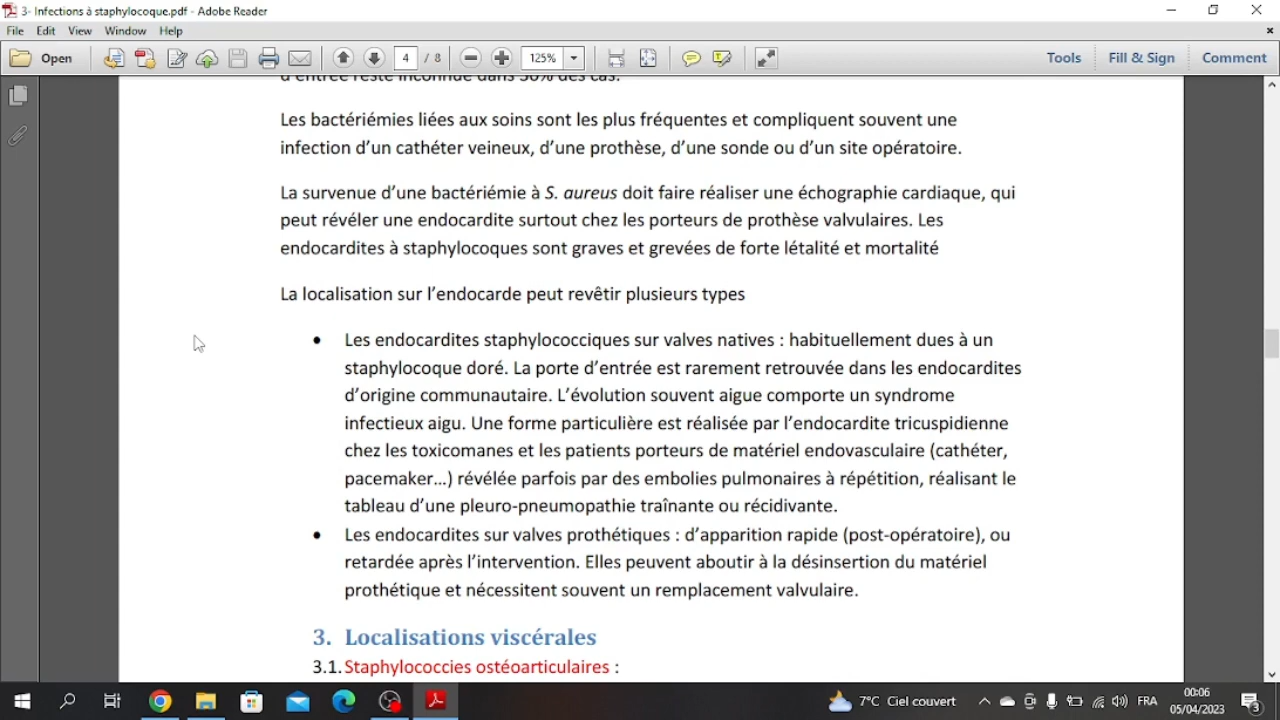 3- Infections à staphylocoque.pdf - Adobe Reader
File Edit View Window Help
Open 4 / 8 125% Tools Fill & Sign Comment
d'entrée reste inconnue dans 50% des cas.
Les bactériémies liées aux soins sont les plus fréquentes et compliquent souvent une
infection d'un cathéter veineux, d'une prothèse, d'une sonde ou d'un site opératoire.
La survenue d'une bactériémie à S. aureus doit faire réaliser une échographie cardiaque, qui
peut révéler une endocardite surtout chez les porteurs de prothèse valvulaires. Les
endocardites à staphylocoques sont graves et grevées de forte létalité et mortalité
La localisation sur l'endocarde peut revêtir plusieurs types
• Les endocardites staphylococciques sur valves natives : habituellement dues à un
staphylocoque doré. La porte d'entrée est rarement retrouvée dans les endocardites
d'origine communautaire. L'évolution souvent aigue comporte un syndrome
infectieux aigu. Une forme particulière est réalisée par l'endocardite tricuspidienne
chez les toxicomanes et les patients porteurs de matériel endovasculaire (cathéter,
pacemaker...) révélée parfois par des embolies pulmonaires à répétition, réalisant le
tableau d'une pleuro-pneumopathie traînante ou récidivante.
• Les endocardites sur valves prothétiques : d'apparition rapide (post-opératoire), ou
retardée après l'intervention. Elles peuvent aboutir à la désinsertion du matériel
prothétique et nécessitent souvent un remplacement valvulaire.
3. Localisations viscérales
3.1. Staphylococcies ostéoarticulaires :
7°C Ciel couvert FRA 00:06
05/04/2023 3